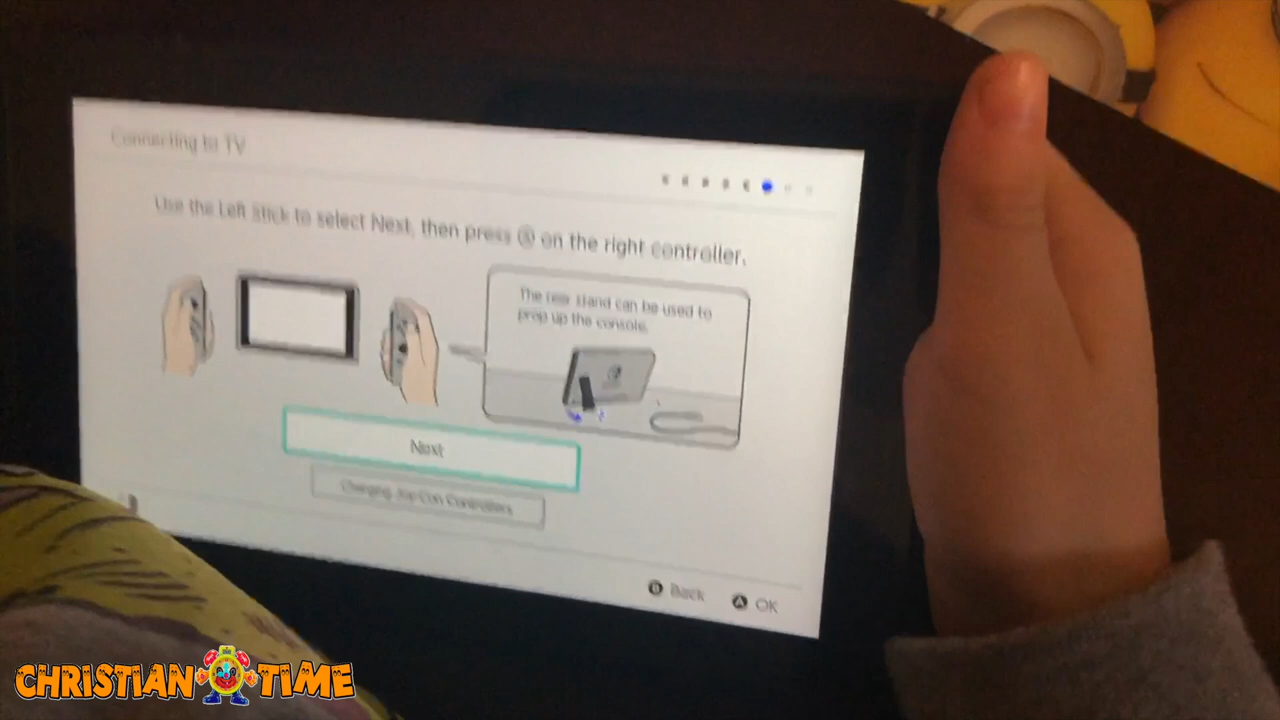 Connecting to TV
Use the Left Stick to select Next, then press Ⓐ on the right controller.
The rear stand can be used to
prop up the console.
Next
Charging Joy-Con Controllers
B Back A OK
CHRISTIAN TIME